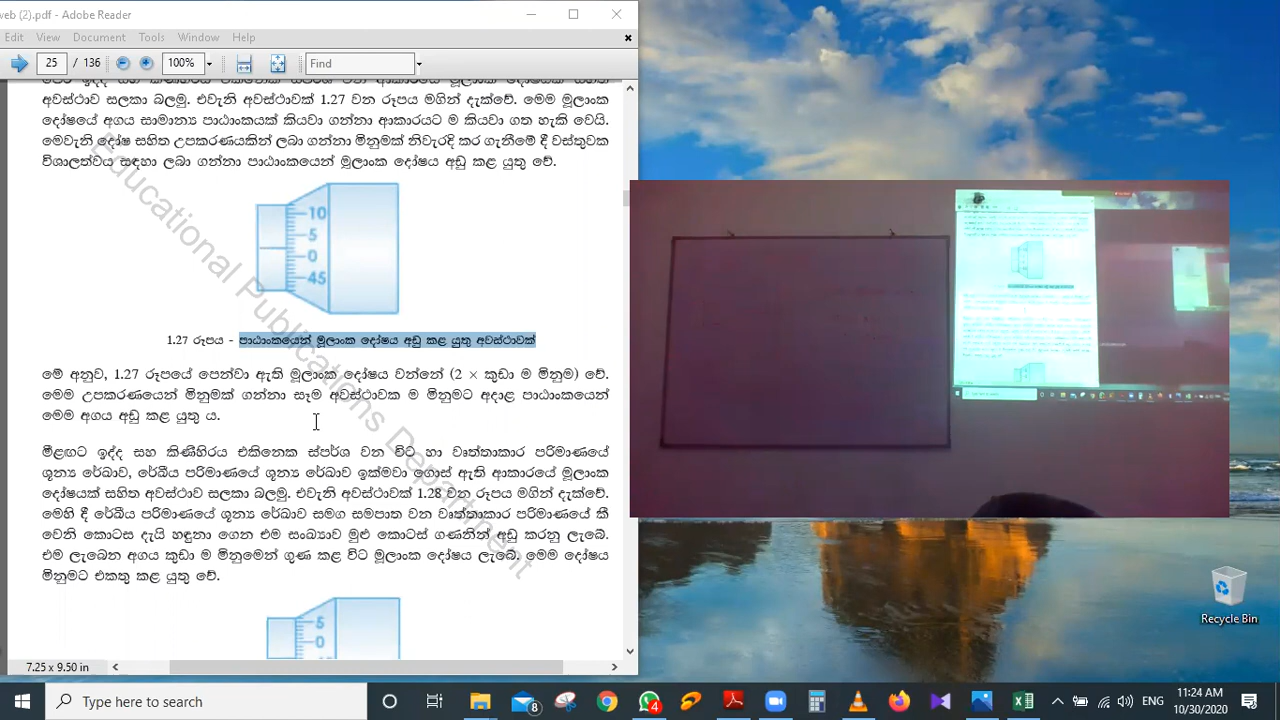 veb (2).pdf - Adobe Reader
Edit View Document Tools Window Help
25 / 136 100% Find
අවස්ථාව සලකා බලමු. එවැනි අවස්ථාවක් 1.27 වන රූපය මගින් දැක්වේ. මෙම මූලාංක
දෝෂයේ අගය සාමාන්‍ය පාඨාංකයක් කියවා ගන්නා ආකාරයට ම කියවා ගත හැකි වෙයි.
මෙවැනි දෝෂ සහිත උපකරණයකින් ලබා ගන්නා මිනුමක් නිවැරදි කර ගැනීමේ දී වස්තුවක
විශාලත්වය සඳහා ලබා ගන්නා පාඨාංකයෙන් මූලාංක දෝෂය අඩු කළ යුතු වේ.
10
0
45
1.27 රූපය - පාඨාංකයෙන් මූලාංක දෝෂය අඩු කළ යුතු අවස්ථාවක්
මේ අනුව, 1.27 රූපයේ පෙන්වා ඇති මූලාංක දෝෂය වන්නේ (2 × කුඩා ම මිනුම) වේ
මෙම උපකරණයෙන් මිනුමක් ගන්නා සෑම අවස්ථාවක ම මිනුමට අදාළ පාඨාංකයෙන්
මෙම අගය අඩු කළ යුතු ය.
මීළඟට ඉද්ද සහ කිණිහිරය එකිනෙක ස්පර්ශ වන විට හා වෘත්තාකාර පරිමාණයේ
ශූන්‍ය රේඛාව, රේඛීය පරිමාණයේ ශූන්‍ය රේඛාව ඉක්මවා ගොස් ඇති ආකාරයේ මූලාංක
දෝෂයක් සහිත අවස්ථාව සලකා බලමු. එවැනි අවස්ථාවක් 1.28 වන රූපය මගින් දැක්වේ.
මෙහි දී රේඛීය පරිමාණයේ ශූන්‍ය රේඛාව සමග සමපාත වන වෘත්තාකාර පරිමාණයේ කී
වෙනි කොටස දැයි හඳුනා ගෙන එම සංඛ්‍යාව මුළු කොටස් ගණනින් අඩු කරනු ලැබේ.
එම ලැබෙන අගය කුඩා ම මිනුමෙන් ගුණ කළ විට මූලාංක දෝෂය ලැබේ. මෙම දෝෂය
මිනුමට එකතු කළ යුතු වේ.
5
0
Educational Publications Department
7.25 x 9.50 in
Recycle Bin
Type here to search
8
4
ENG
11:24 AM
10/30/2020